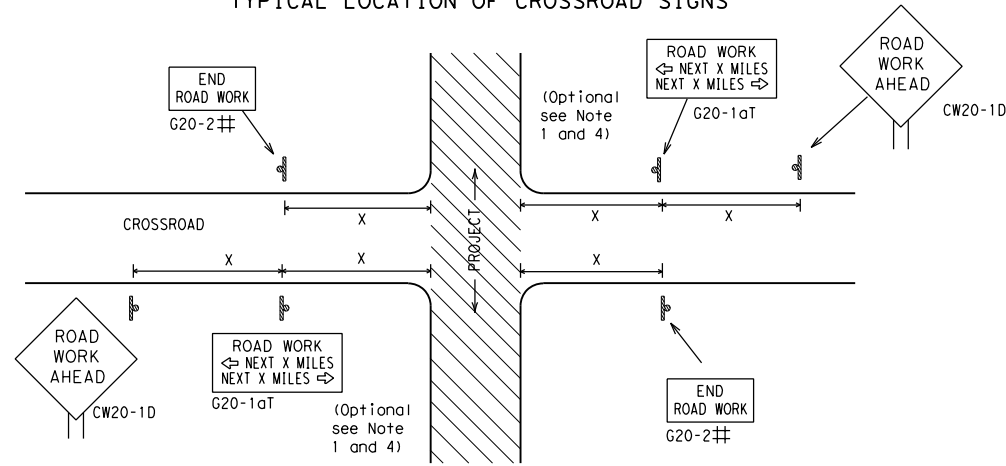 TYPICAL LOCATION OF CROSSROAD SIGNS
END
ROAD WORK
G20-2#
(Optional
see Note
1 and 4)
ROAD WORK
⇦ NEXT X MILES
NEXT X MILES ⇨
G20-1aT
ROAD
WORK
AHEAD
CW20-1D
X
X
X
CROSSROAD
PROJECT
X
X
X
ROAD
WORK
AHEAD
CW20-1D
ROAD WORK
⇦ NEXT X MILES
NEXT X MILES ⇨
G20-1aT
(Optional
see Note
1 and 4)
END
ROAD WORK
G20-2#